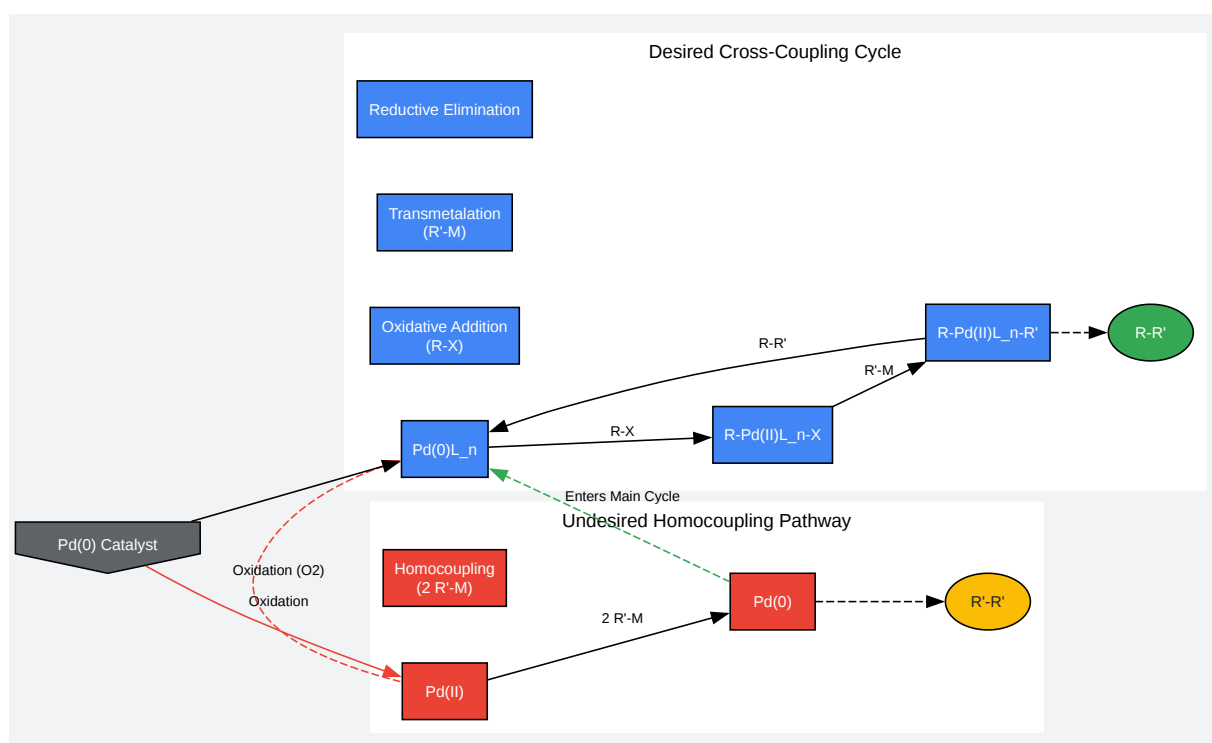 Desired Cross-Coupling Cycle
Reductive Elimination
Transmetalation
(R'-M)
Oxidative Addition
(R-X)
R-R'
R-Pd(II)L_n-R'
R-R'
R'-M
Pd(0)L_n
R-X
R-Pd(II)L_n-X
Enters Main Cycle
Undesired Homocoupling Pathway
Pd(0) Catalyst
Oxidation (O2)
Oxidation
Homocoupling
(2 R'-M)
2 R'-M
Pd(0)
R'-R'
Pd(II)